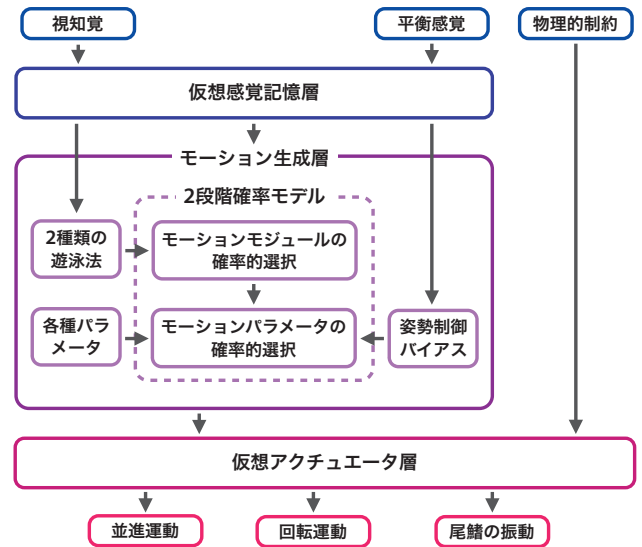 視知覚
平衡感覚
物理的制約
仮想感覚記憶層
モーション生成層
2段階確率モデル
2種類の
遊泳法
モーションモジュールの
確率的選択
各種パラ
メータ
モーションパラメータの
確率的選択
姿勢制御
バイアス
仮想アクチュエータ層
並進運動
回転運動
尾鰭の振動